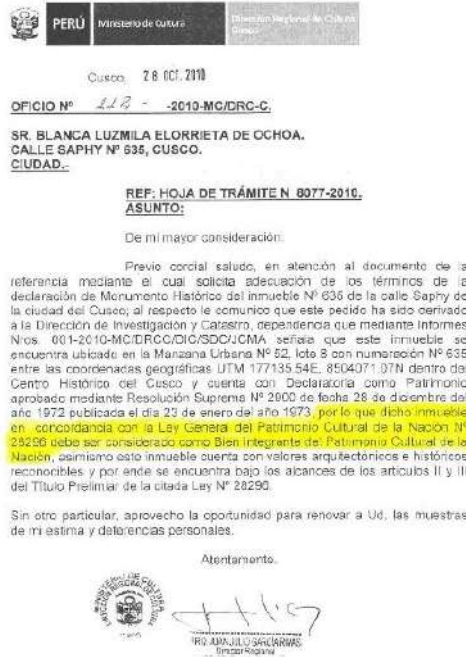 PERÚ
Ministerio de Cultura
Dirección Regional de Cultura
Cusco
Cusco, 28 OCT. 2010
OFICIO Nº - -2010-MC/DRC-C.
SR. BLANCA LUZMILA ELORRIETA DE OCHOA.
CALLE SAPHY Nº 635, CUSCO.
CIUDAD.-
REF: HOJA DE TRÁMITE N 8077-2010.
ASUNTO:
De mi mayor consideración:
Previo cordial saludo, en atención al documento de la
referencia mediante el cual solicita adecuación de los términos de la
declaración de Monumento Histórico del inmueble Nº 635 de la calle Saphy de
la ciudad del Cusco; al respecto le comunico que este pedido ha sido derivado
a la Dirección de Investigación y Catastro, dependencia que mediante Informes
Nros. 001-2010-MC/DRCC/DIC/SDC/JCMA señala que este inmueble se
encuentra ubicado en la Manzana Urbana Nº 52, lote 8 con numeración Nº 635
entre las coordenadas geográficas UTM 177135.54E, 8504071.07N dentro del
Centro Histórico del Cusco y cuenta con Declaratoria como Patrimonio
aprobado mediante Resolución Suprema Nº 2900 de fecha 28 de diciembre del
año 1972 publicada el día 23 de enero del año 1973, por lo que dicho inmueble
en concordancia con la Ley General del Patrimonio Cultural de la Nación Nº
28296 debe ser considerado como Bien Integrante del Patrimonio Cultural de la
Nación, asimismo este inmueble cuenta con valores arquitectónicos e históricos
reconocibles y por ende se encuentra bajo los alcances de los artículos II y III
del Título Preliminar de la citada Ley Nº 28296.
Sin otro particular, aprovecho la oportunidad para renovar a Ud. las muestras
de mi estima y deferencias personales.
Atentamente,
Director Regional